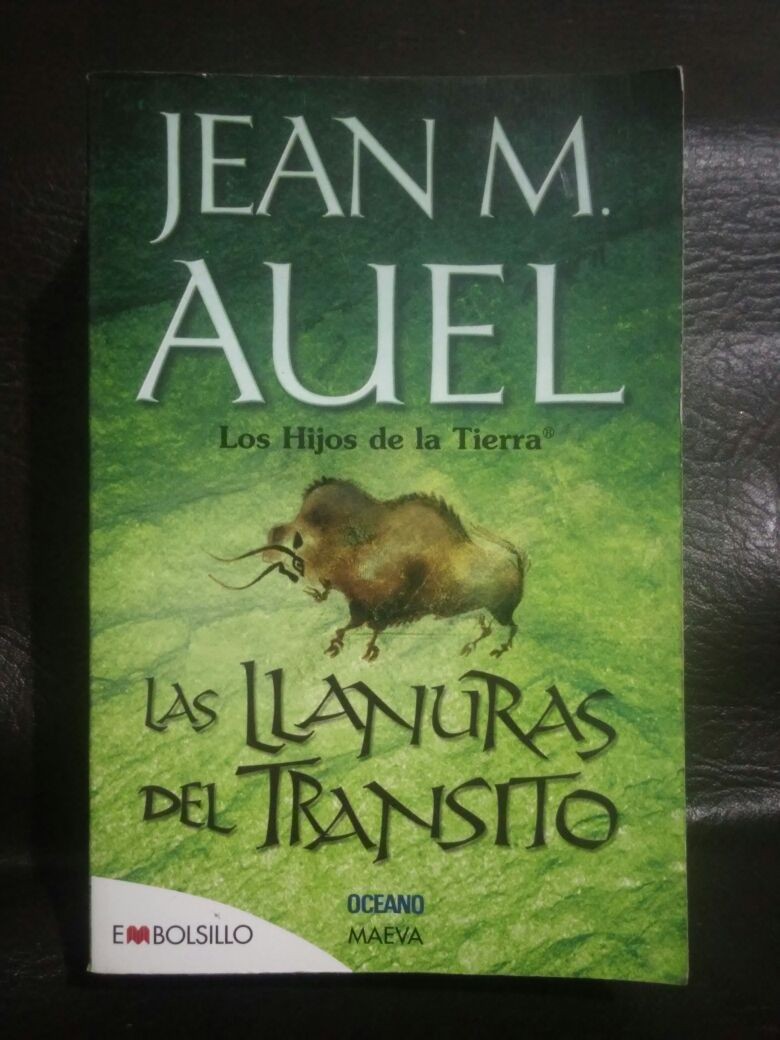 JEAN M.
AUEL
Los Hijos de la Tierra®
LAS LLANURAS
DEL TRANSITO
OCEANO
MAEVA
EMBOLSILLO